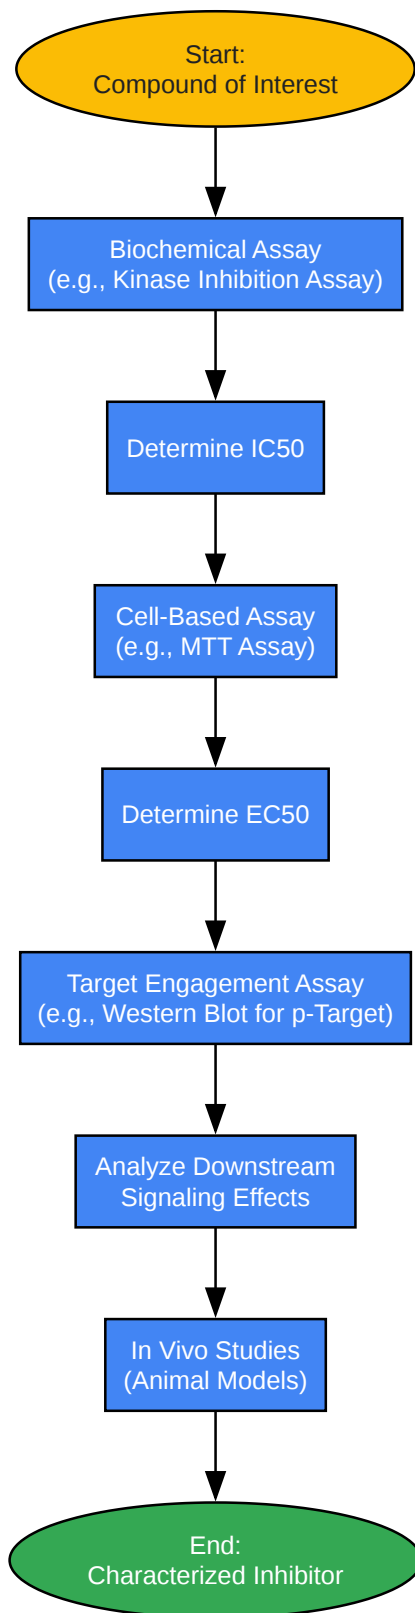 Start:
Compound of Interest
Biochemical Assay
(e.g., Kinase Inhibition Assay)
Determine IC50
Cell-Based Assay
(e.g., MTT Assay)
Determine EC50
Target Engagement Assay
(e.g., Western Blot for p-Target)
Analyze Downstream
Signaling Effects
In Vivo Studies
(Animal Models)
End:
Characterized Inhibitor